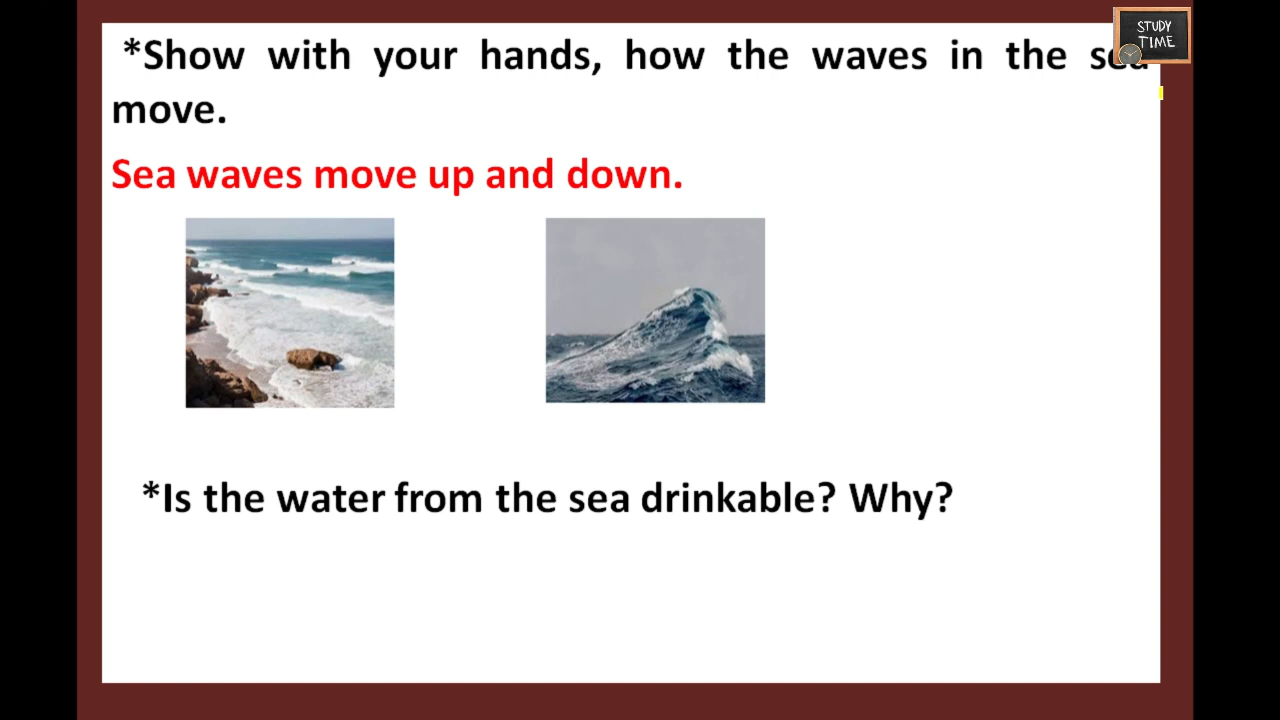 *Show with your hands, how the waves in the sea
move.
Sea waves move up and down.
*Is the water from the sea drinkable? Why?
STUDY
TIME